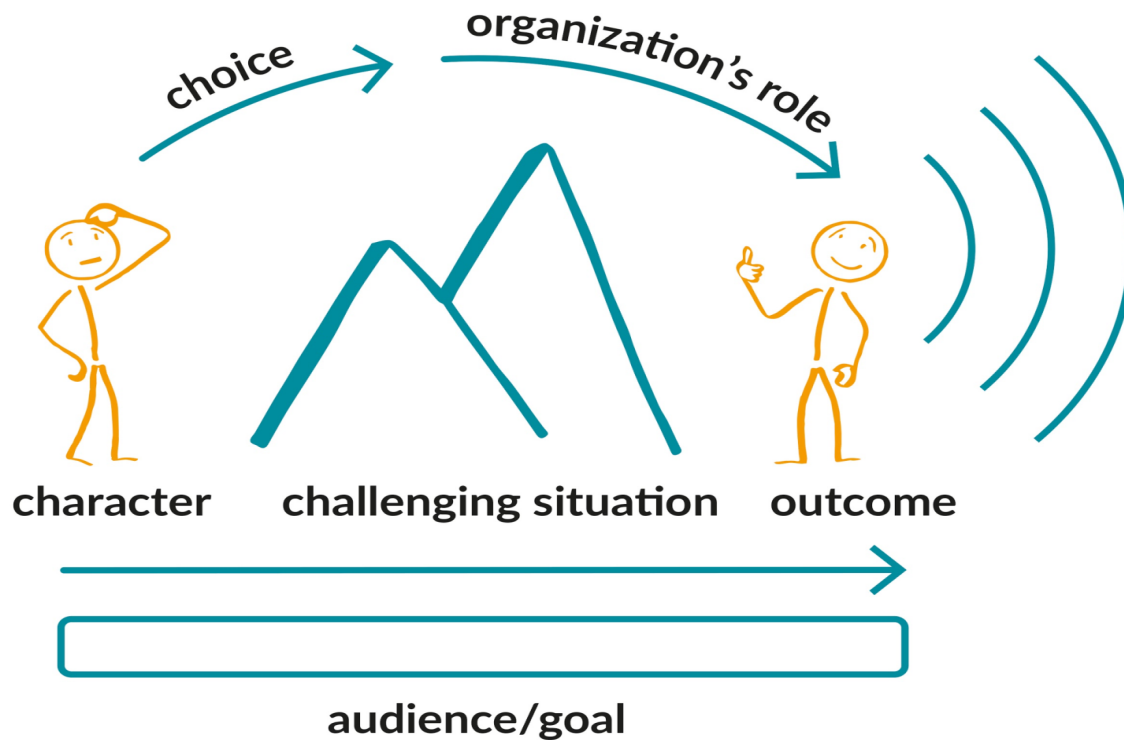 choice
organization's role
character
challenging situation
outcome
audience/goal